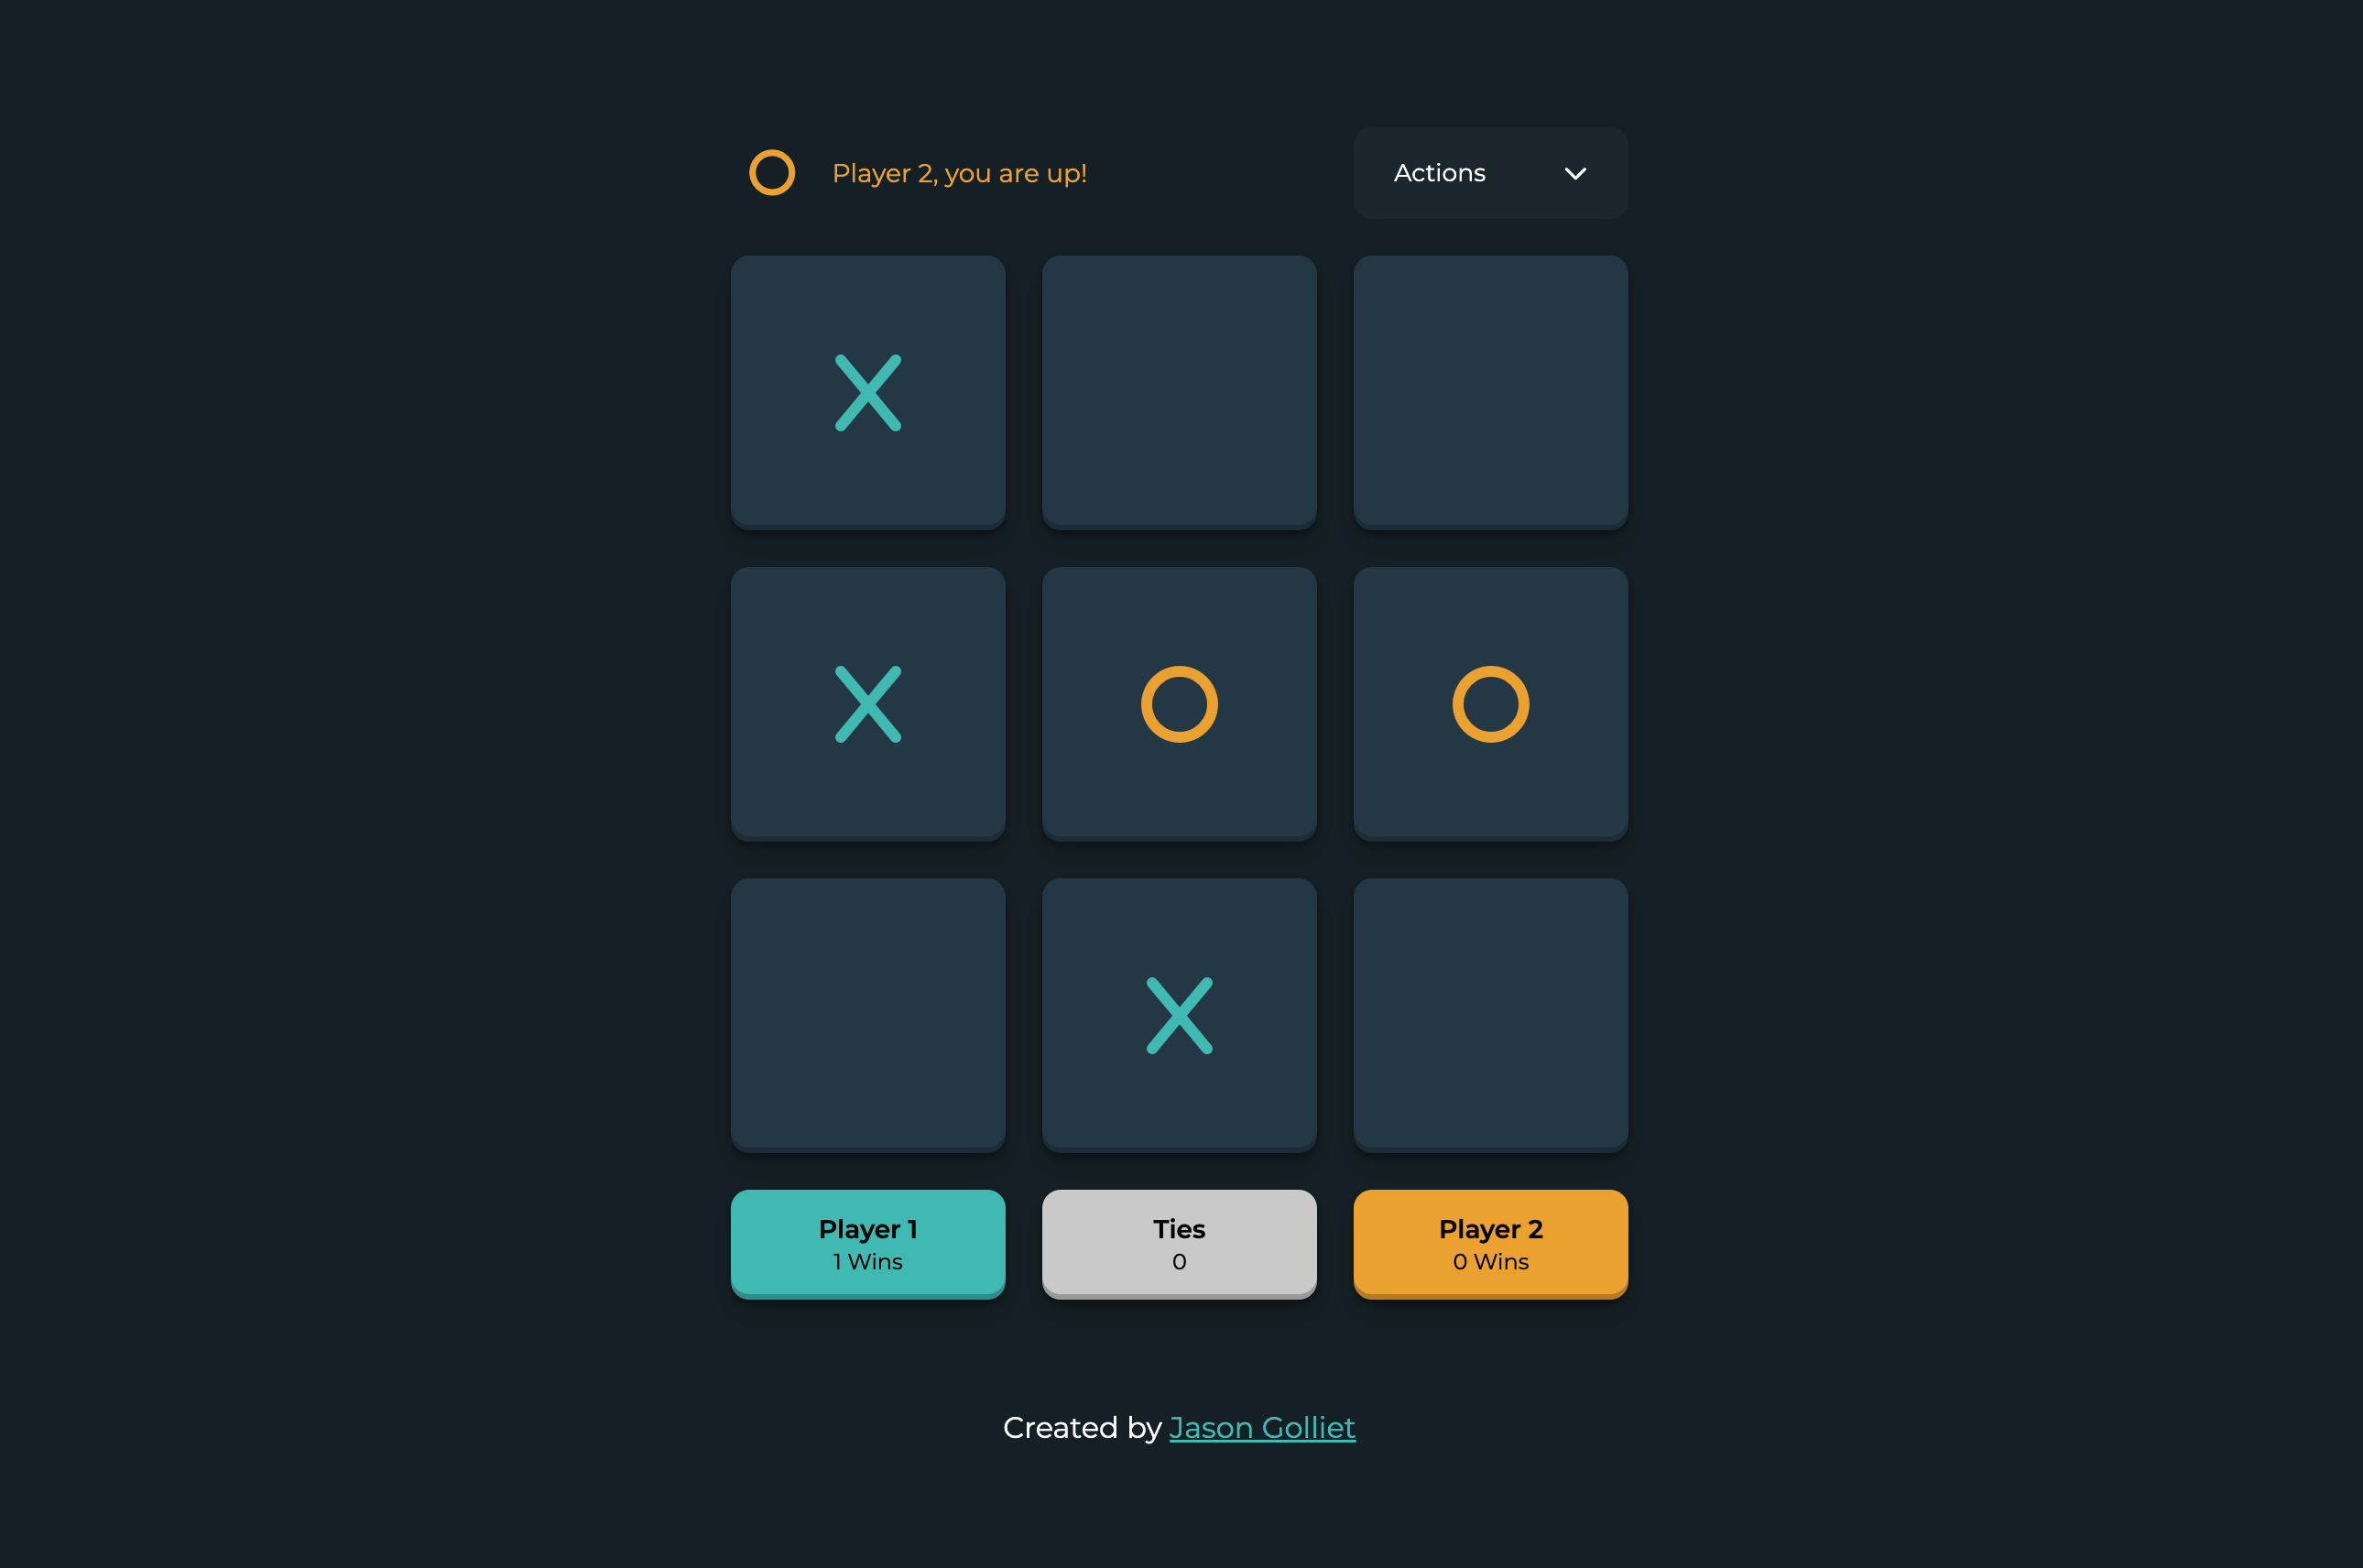 Player 2, you are up!
Actions
Player 1
1 Wins
Ties
0
Player 2
0 Wins
Created by Jason Golliet